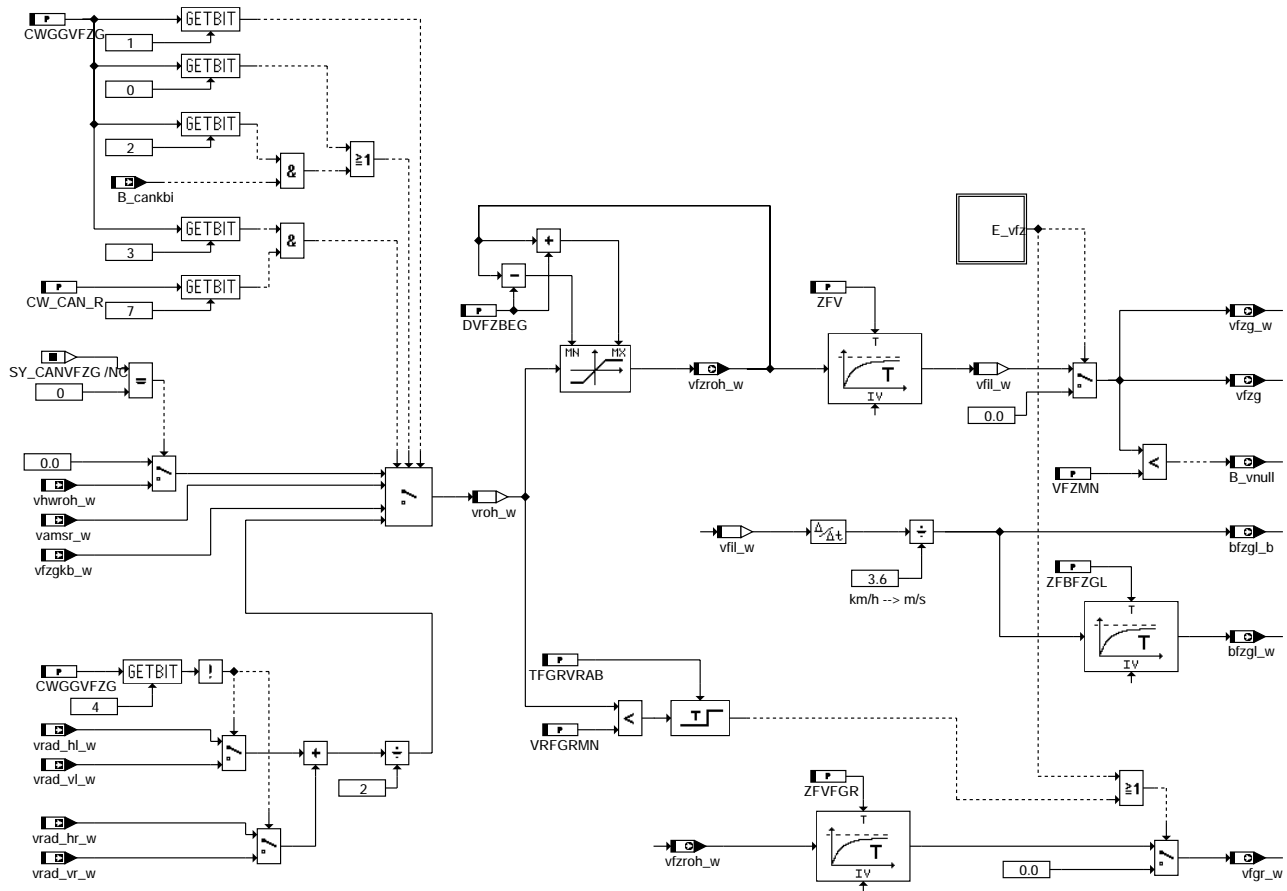 P
CWGGVFZG
GETBIT
1
GETBIT
0
GETBIT
2
&
≧1
P
B_cankbi
GETBIT
3
&
P
CW_CAN_R
GETBIT
7
SY_CANVFZG /NC
=
0
0.0
vhwroh_w
vamsr_w
vfzgkb_w
vroh_w
+
-
P
DVFZBEG
MN
MX
vfzroh_w
P
ZFV
T
T
IV
vfil_w
0.0
E_vfz
vfzg_w
vfzg
P
VFZMN
<
B_vnull
vfil_w
Δ/Δt
÷
3.6
km/h --> m/s
bfzgl_b
P
ZFBFZGL
T
T
IV
bfzgl_w
P
CWGGVFZG
GETBIT
!
4
vrad_hl_w
vrad_vl_w
+
÷
2
vrad_hr_w
vrad_vr_w
P
TFGRVRAB
<
T
P
VRFGRMN
P
ZFVFGR
T
T
IV
vfzroh_w
≧1
0.0
vfgr_w